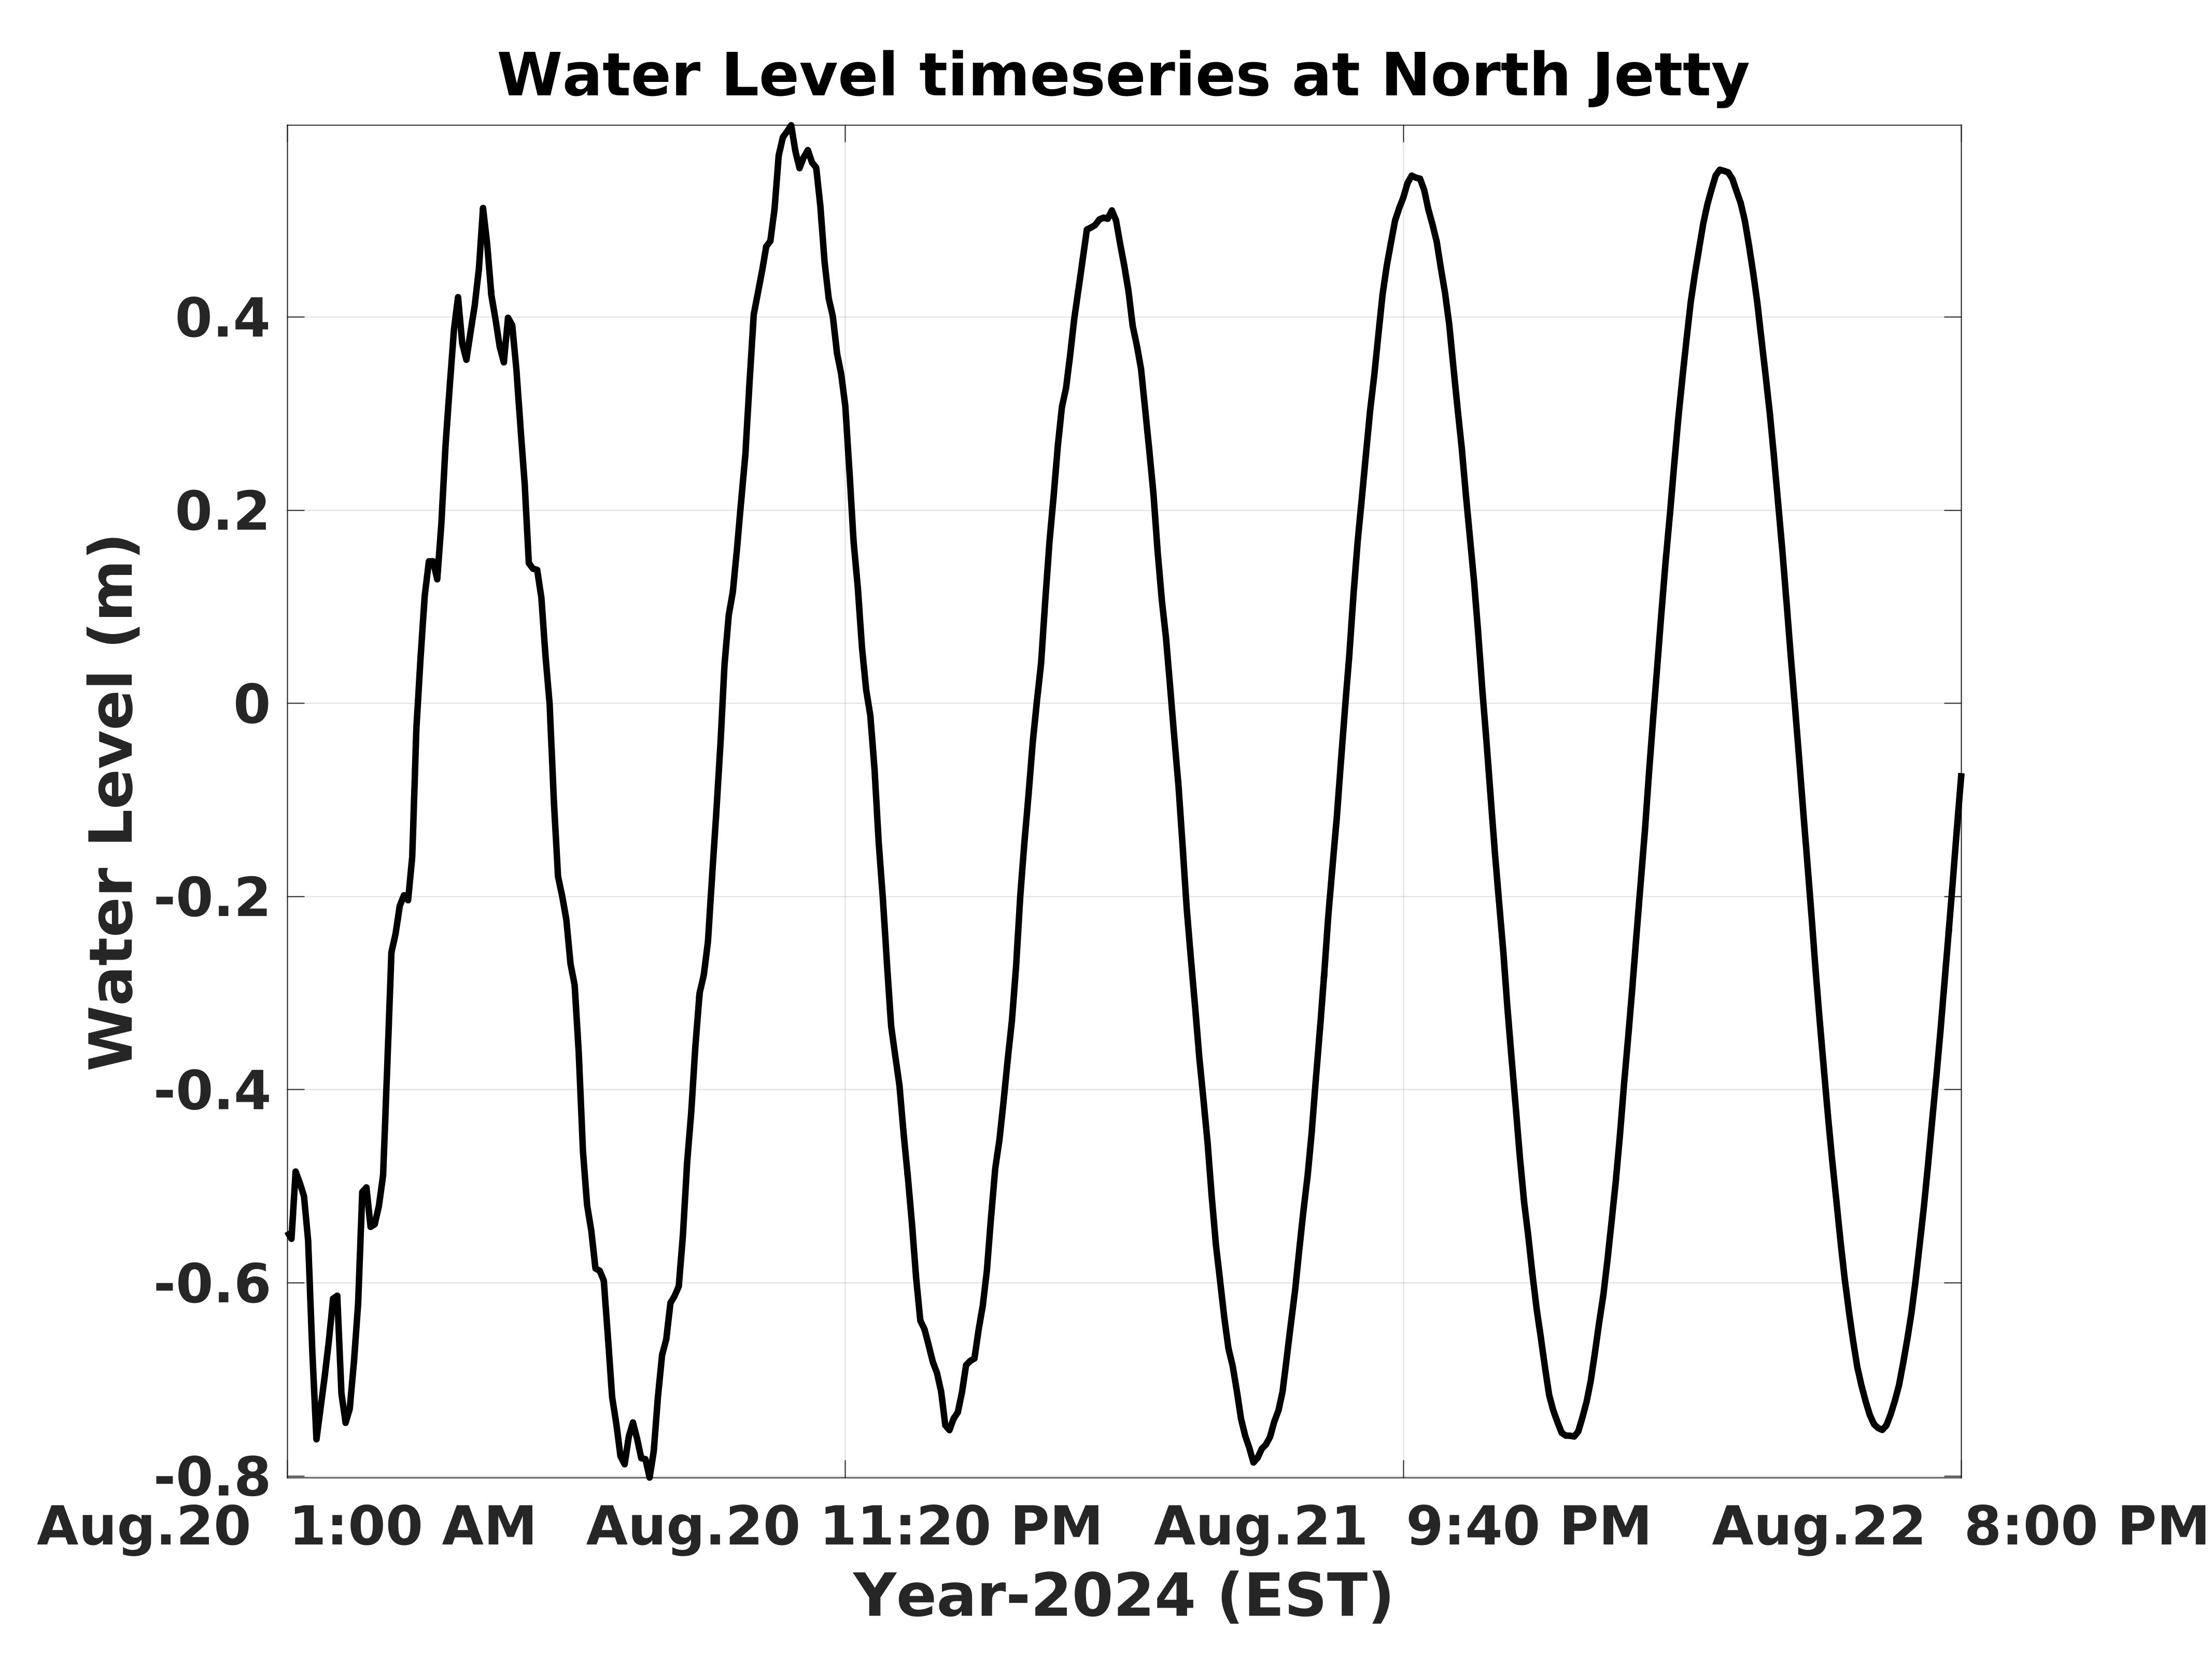 Water Level timeseries at North Jetty
Water Level (m)
0.4
0.2
0
-0.2
-0.4
-0.6
-0.8
Aug.20 1:00 AM Aug.20 11:20 PM Aug.21 9:40 PM Aug.22 8:00 PM
Year-2024 (EST)